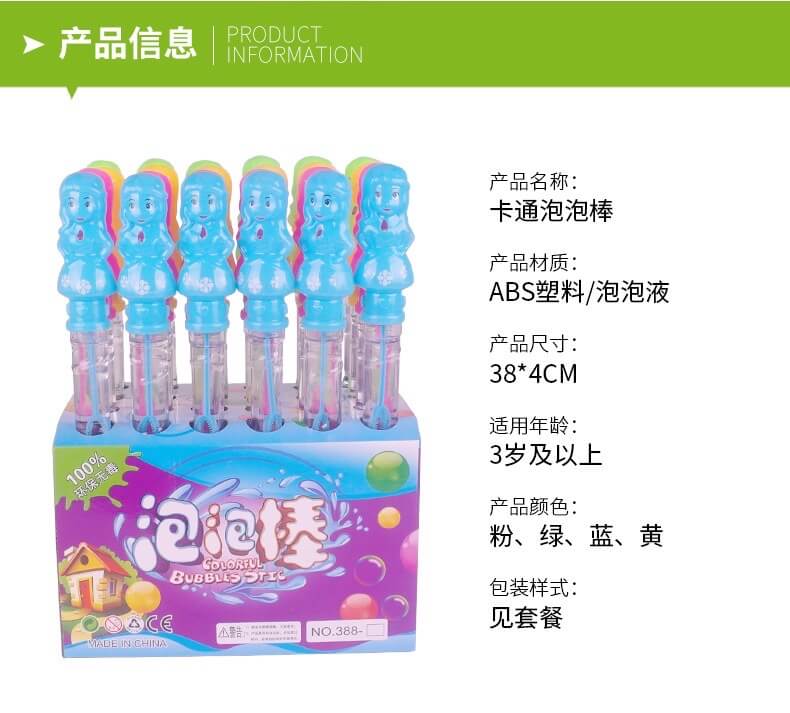 产品信息
PRODUCT
INFORMATION
产品名称：
卡通泡泡棒
产品材质：
ABS塑料/泡泡液
产品尺寸：
38*4CM
适用年龄：
3岁及以上
产品颜色：
粉、绿、蓝、黄
包装样式：
见套餐
100%
环保无毒
泡泡棒
COLORFUL
BUBBLES STIC
CE
警告
NO.388-
MADE IN CHINA